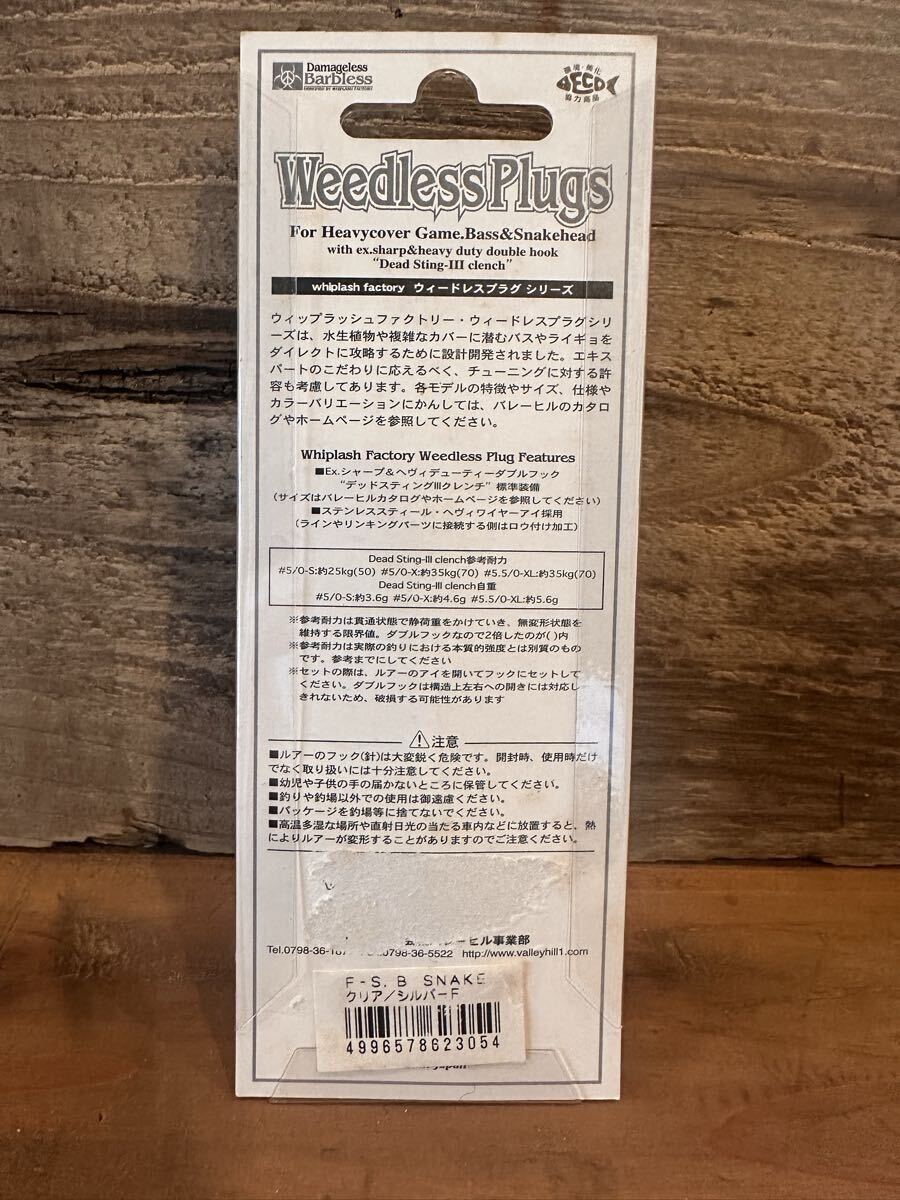 Damageless
Barbless
DESIGNED BY WHIPLASH FACTORY
環境・美化
DECO
協力商品
WeedlessPlugs
For Heavycover Game.Bass&Snakehead
with ex.sharp&heavy duty double hook
"Dead Sting-III clench"
whiplash factory ウィードレスプラグ シリーズ
ウィップラッシュファクトリー・ウィードレスプラグシリ
ーズは、水生植物や複雑なカバーに潜むバスやライギョを
ダイレクトに攻略するために設計開発されました。エキス
パートのこだわりに応えるべく、チューニングに対する許
容も考慮してあります。各モデルの特徴やサイズ、仕様や
カラーバリエーションにかんしては、バレーヒルのカタロ
グやホームページを参照してください。
Whiplash Factory Weedless Plug Features
■Ex.シャープ&ヘヴィデューティーダブルフック
"デッドスティングIIIクレンチ" 標準装備
(サイズはバレーヒルカタログやホームページを参照してください)
■ステンレススティール・ヘヴィワイヤーアイ採用
(ラインやリンキングパーツに接続する側はロウ付け加工)
Dead Sting-III clench参考耐力
#5/0-S:約25kg(50) #5/0-X:約35kg(70) #5.5/0-XL:約35kg(70)
Dead Sting-III clench自重
#5/0-S:約3.6g #5/0-X:約4.6g #5.5/0-XL:約5.6g
※参考耐力は貫通状態で静荷重をかけていき、無変形状態を
維持する限界値。ダブルフックなので2倍したのが( )内
※参考耐力は実際の釣りにおける本質的強度とは別質のもの
です。参考までにしてください
※セットの際は、ルアーのアイを開いてフックにセットして
ください。ダブルフックは構造上左右への開きには対応し
きれないため、破損する可能性があります
注意
■ルアーのフック(針)は大変鋭く危険です。開封時、使用時だけ
でなく取り扱いには十分注意してください。
■幼児や子供の手の届かないところに保管してください。
■釣りや釣場以外での使用は御遠慮ください。
■パッケージを釣場等に捨てないでください。
■高温多湿な場所や直射日光の当たる車内などに放置すると、熱
によりルアーが変形することがありますのでご注意ください。
ーヒル事業部
Tel.0798-36-18 0798-36-5522 http://www.valleyhill1.com
F-S.B SNAKE
クリア/シルバーF
4996578623054